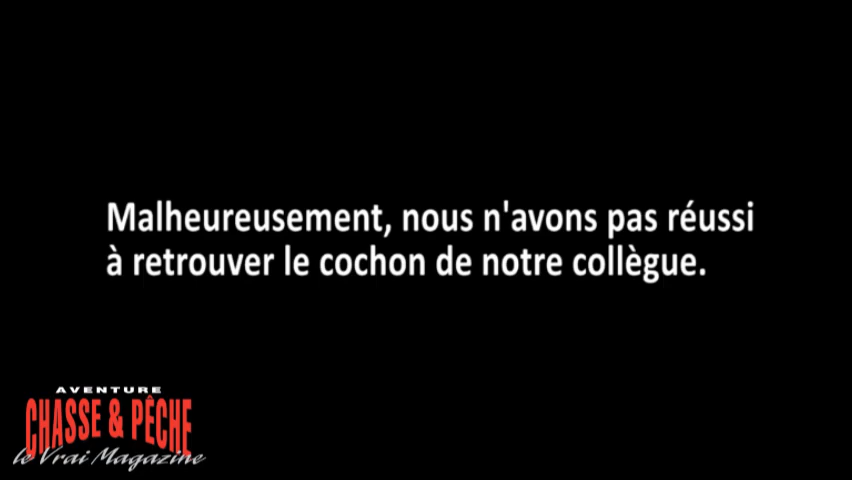 Malheureusement, nous n'avons pas réussi
à retrouver le cochon de notre collègue.
AVENTURE
CHASSE & PÊCHE
le Vrai Magazine